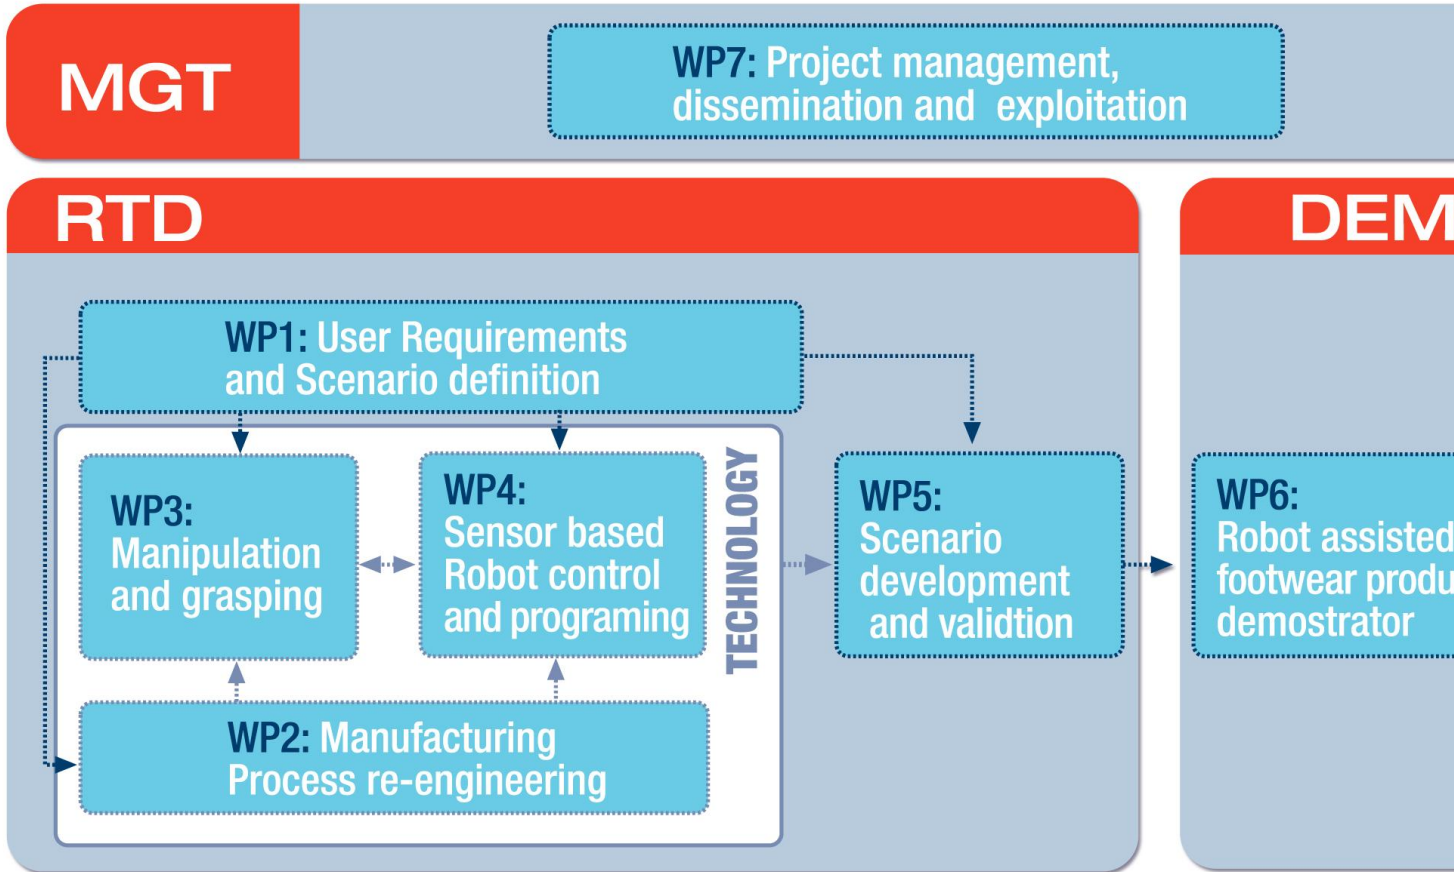 MGT
WP7: Project management,
dissemination and exploitation
RTD
DEM
WP1: User Requirements
and Scenario definition
WP3:
Manipulation
and grasping
WP4:
Sensor based
Robot control
and programing
TECHNOLOGY
WP5:
Scenario
development
and validtion
WP6:
Robot assisted
footwear produ
demostrator
WP2: Manufacturing
Process re-engineering